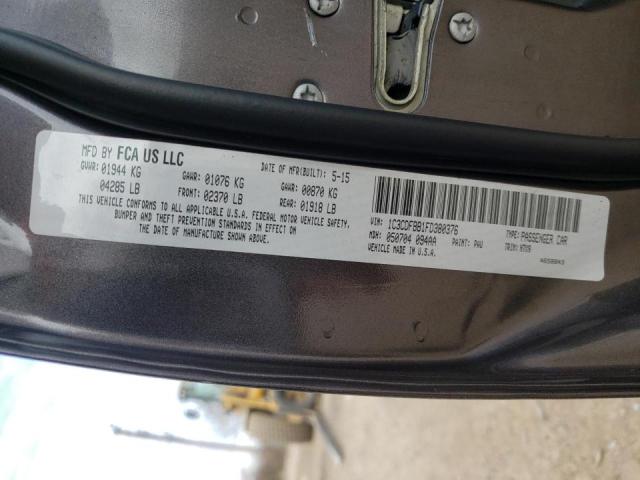 MFD BY FCA US LLC
DATE OF MFR(BUILT): 5-15
GVWR: 01944 KG
GAWR: 01076 KG
GAWR: 00870 KG
04285 LB
FRONT: 02370 LB
REAR: 01918 LB
THIS VEHICLE CONFORMS TO ALL APPLICABLE U.S.A. FEDERAL MOTOR VEHICLE SAFETY,
BUMPER AND THEFT PREVENTION STANDARDS IN EFFECT ON
THE DATE OF MANUFACTURE SHOWN ABOVE.
VIN: 1C3CDFBB1FD380376
TYPE: PASSENGER CAR
MDH: 050704 094AA
PAINT: PAU
TRIM:
VEHICLE MADE IN U.S.A.